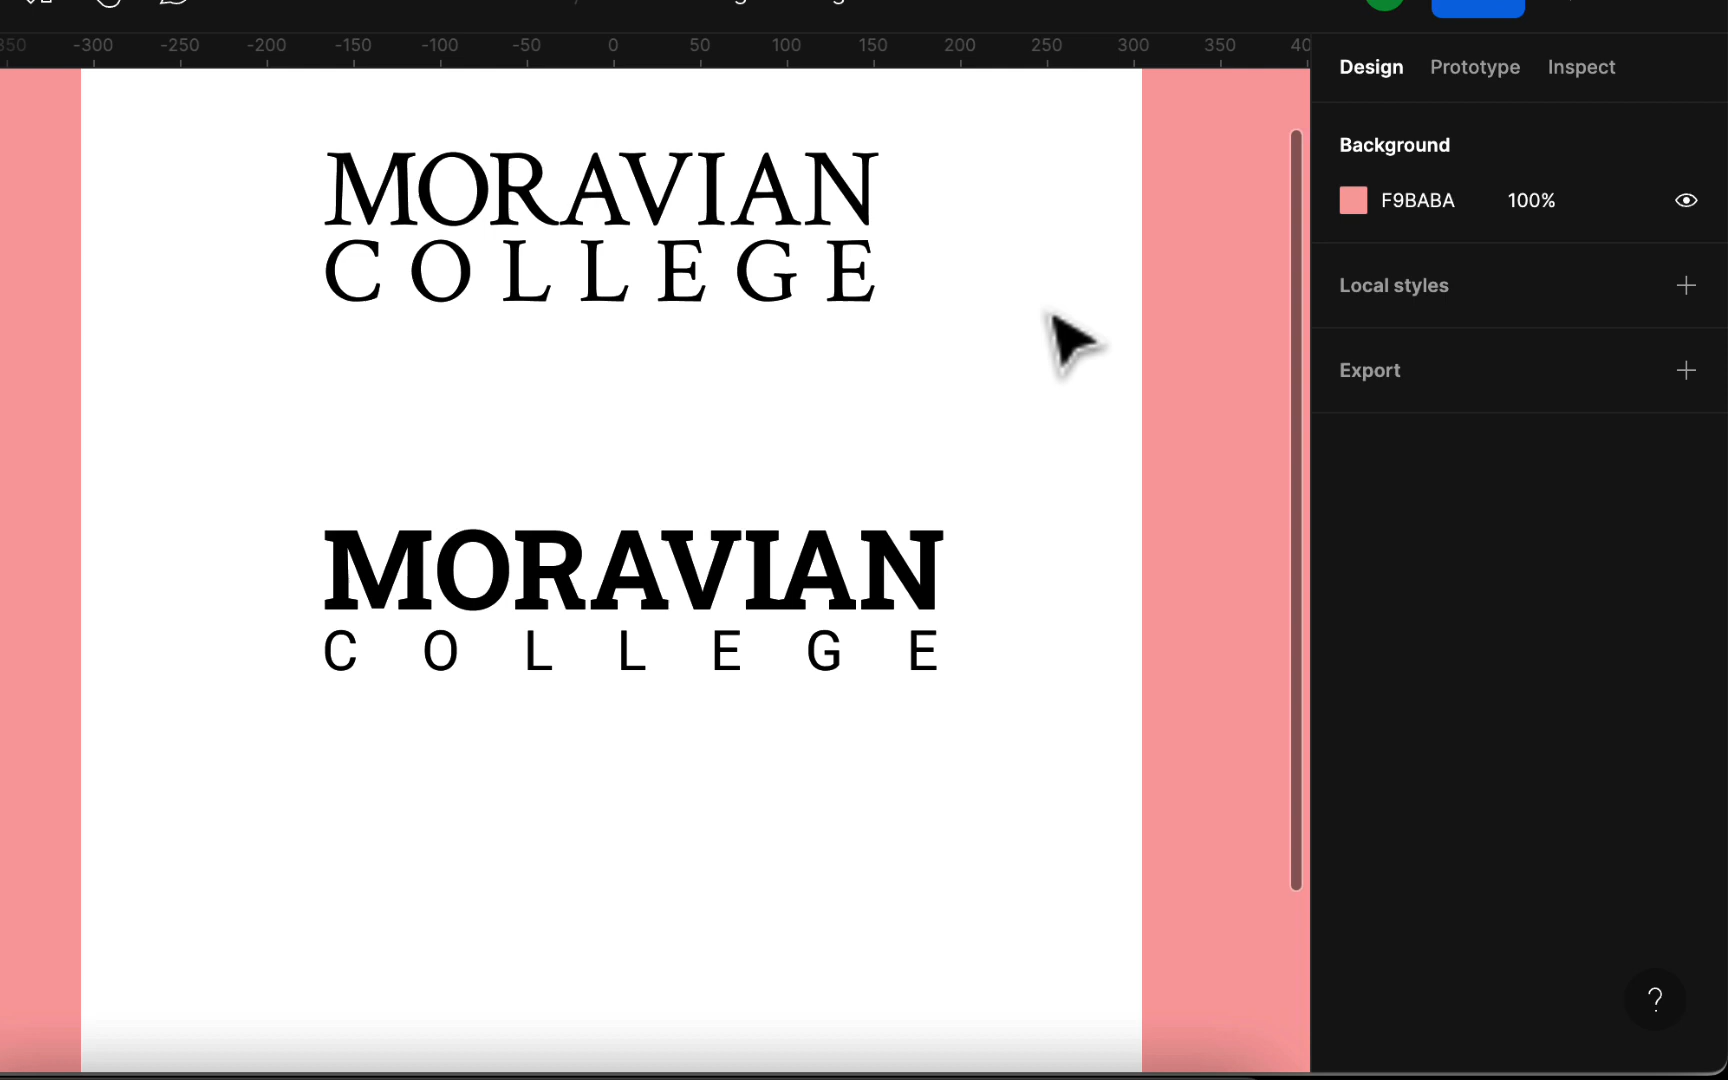 -300 -250 -200 -150 -100 -50 0 50 100 150 200 250 300 350
Design Prototype Inspect
Background
F9BABA 100%
Local styles
Export
MORAVIAN
COLLEGE
MORAVIAN
COLLEGE
?